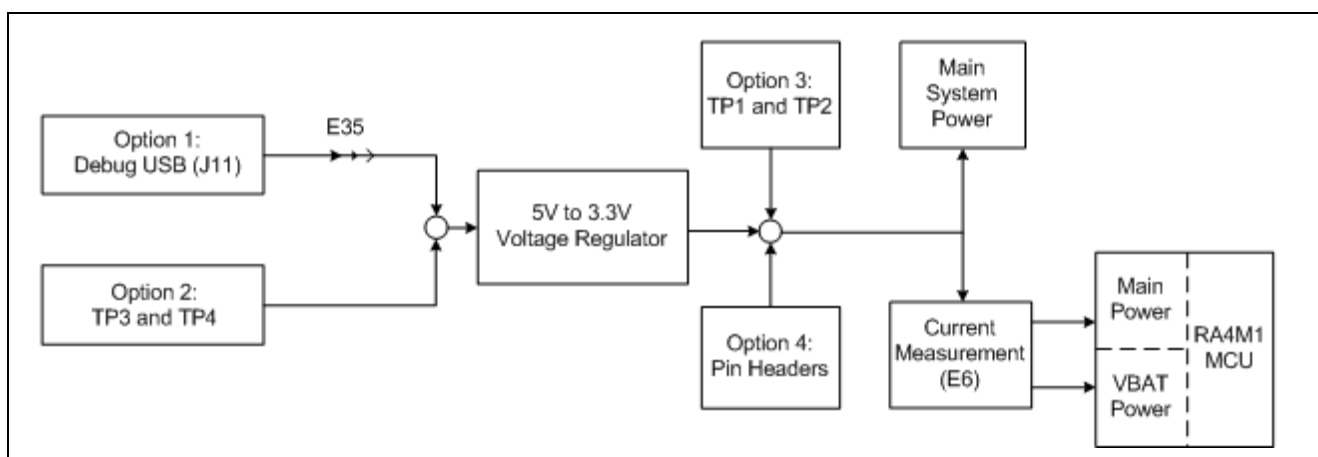 Option 1:
Debug USB (J11)
E35
Option 2:
TP3 and TP4
5V to 3.3V
Voltage Regulator
Option 3:
TP1 and TP2
Option 4:
Pin Headers
Main
System
Power
Current
Measurement
(E6)
Main
Power
VBAT
Power
RA4M1
MCU